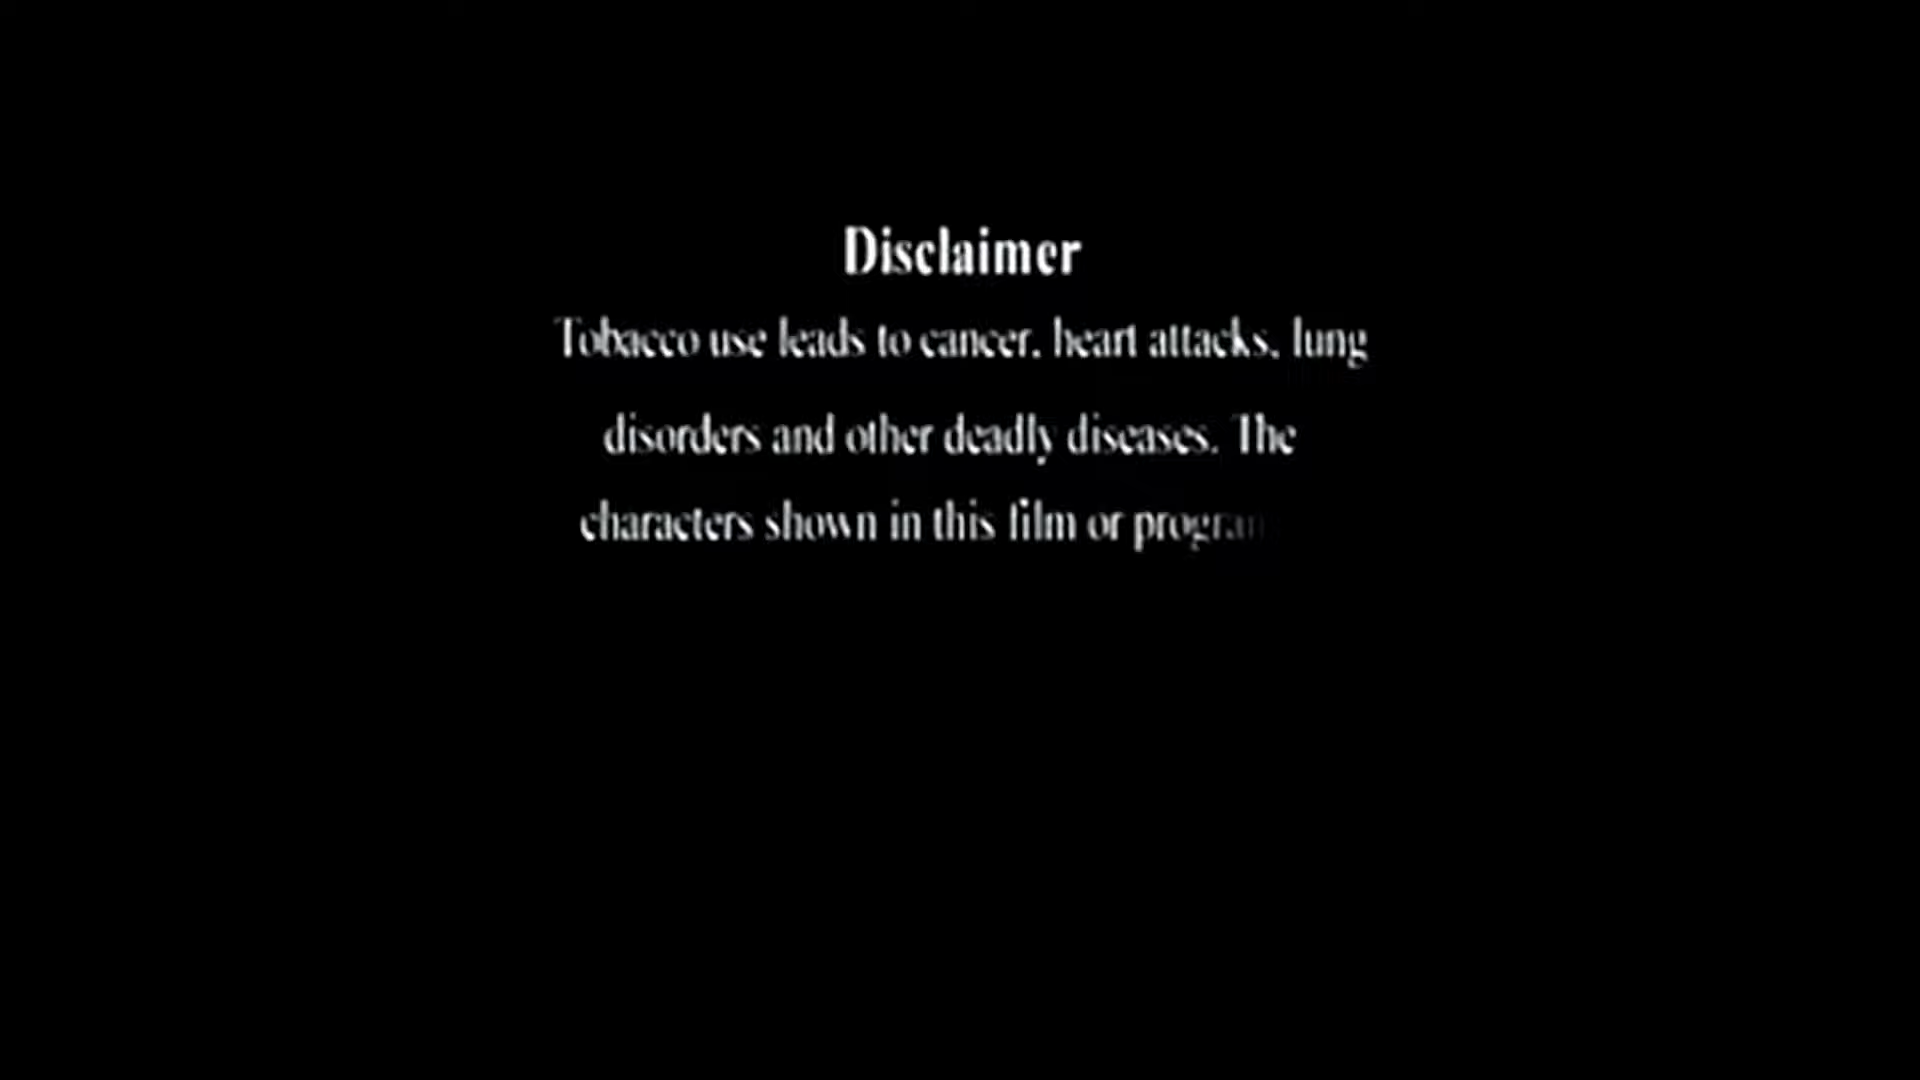 Disclaimer
Tobacco use leads to cancer, heart attacks, lung
disorders and other deadly diseases. The
characters shown in this film or program